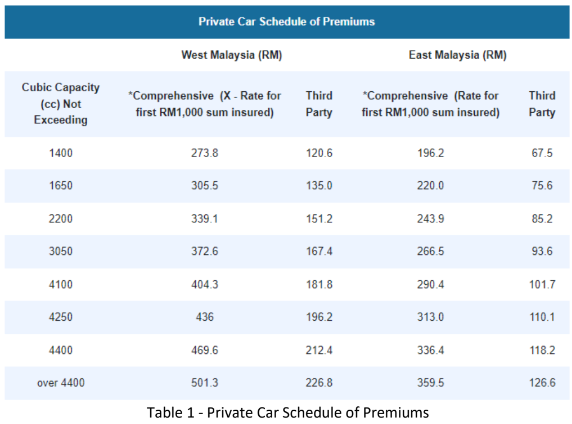 Private Car Schedule of Premiums
West Malaysia (RM) East Malaysia (RM)
Cubic Capacity (cc) Not Exceeding *Comprehensive (X - Rate for first RM1,000 sum insured) Third Party *Comprehensive (Rate for first RM1,000 sum insured) Third Party
1400 273.8 120.6 196.2 67.5
1650 305.5 135.0 220.0 75.6
2200 339.1 151.2 243.9 85.2
3050 372.6 167.4 266.5 93.6
4100 404.3 181.8 290.4 101.7
4250 436 196.2 313.0 110.1
4400 469.6 212.4 336.4 118.2
over 4400 501.3 226.8 359.5 126.6
Table 1 - Private Car Schedule of Premiums